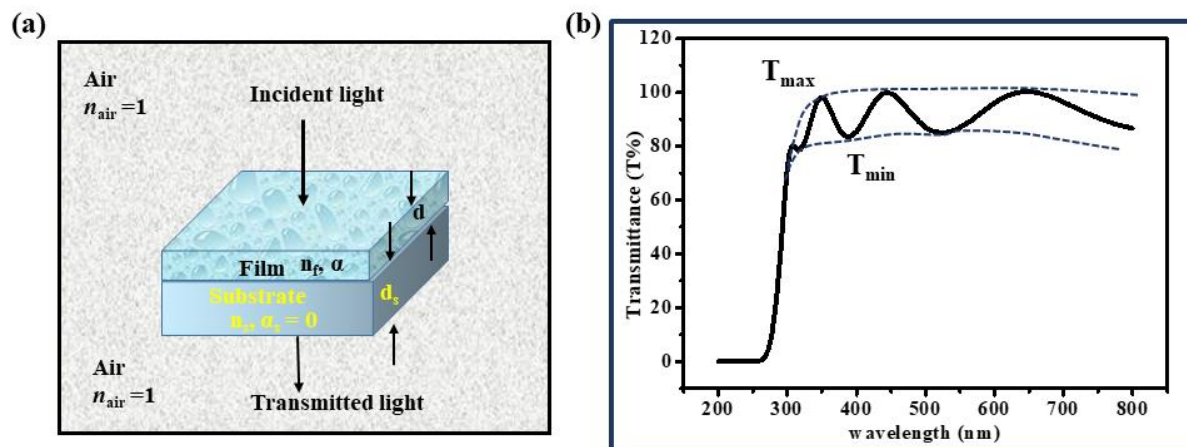 (a)
Air
n_air =1
Incident light
d
Film n_f, α
Substrate
d_s
n_s, α_s = 0
Air
n_air =1
Transmitted light
(b)
Transmittance (T%)
120
100
80
60
40
20
0
T_max
T_min
200 300 400 500 600 700 800
wavelength (nm)